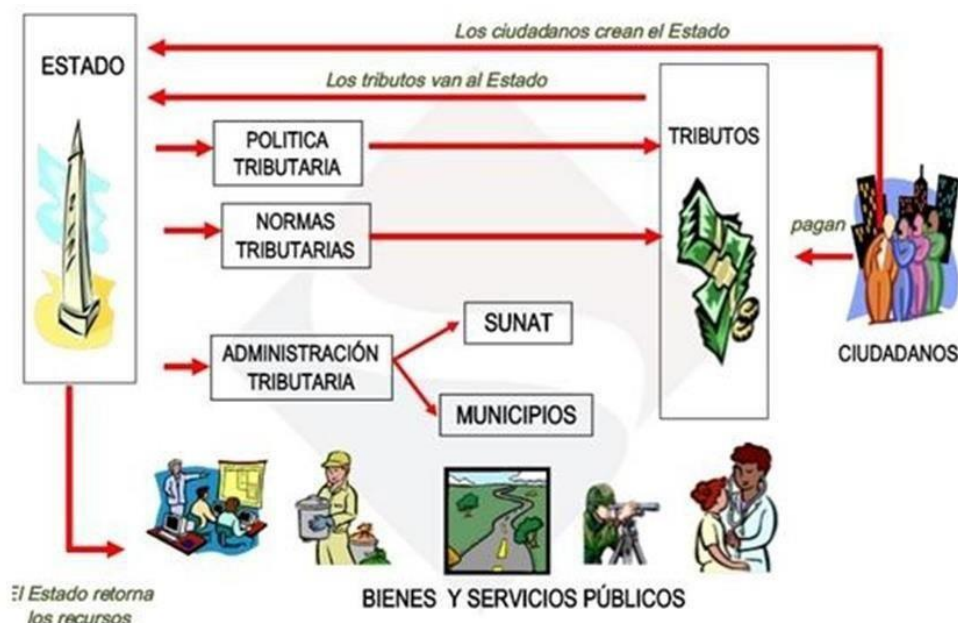 Los ciudadanos crean el Estado
ESTADO
Los tributos van al Estado
POLITICA
TRIBUTARIA
TRIBUTOS
NORMAS
TRIBUTARIAS
pagan
SUNAT
ADMINISTRACIÓN
TRIBUTARIA
CIUDADANOS
MUNICIPIOS
El Estado retorna
los recursos
BIENES Y SERVICIOS PÚBLICOS